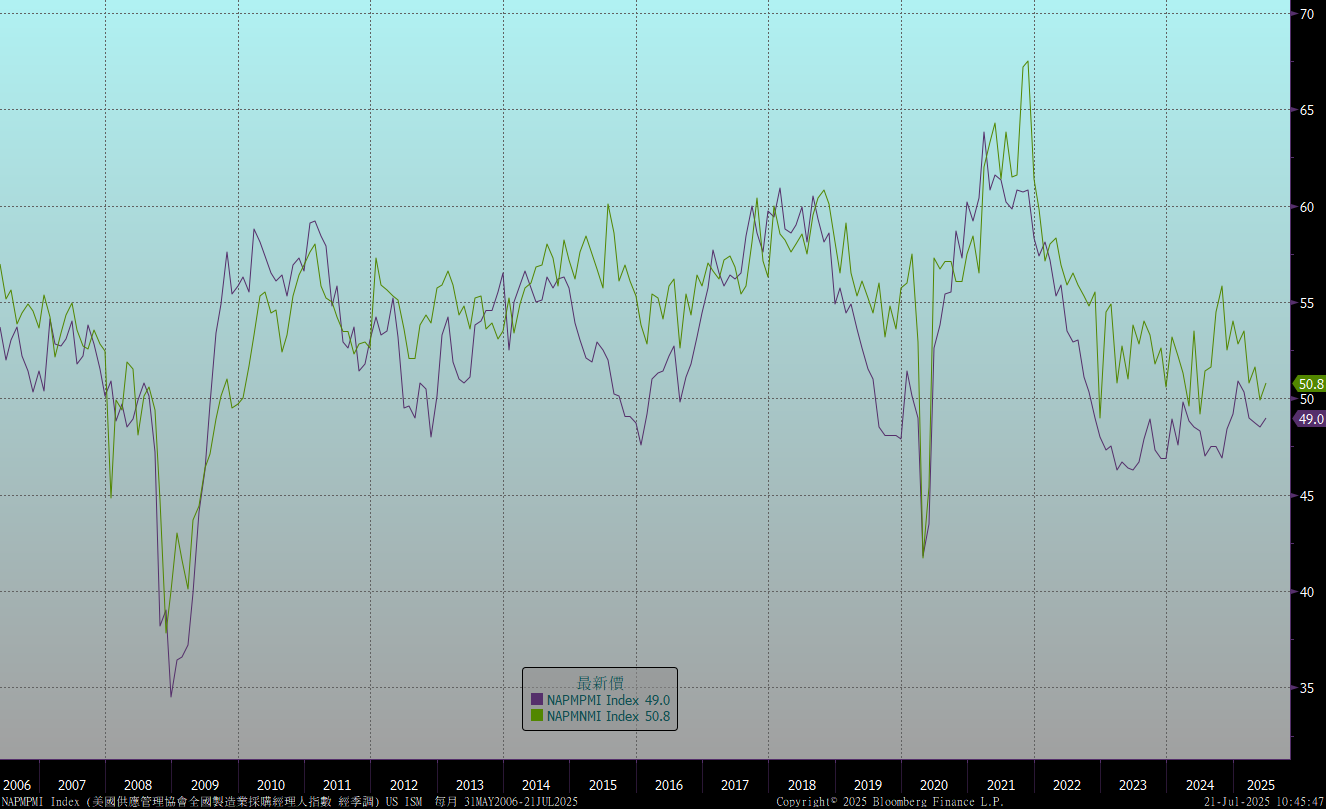 70
65
60
55
50.8
50
49.0
45
40
35
最新價
NAPMPMI Index 49.0
NAPMNMI Index 50.8
2006 2007 2008 2009 2010 2011 2012 2013 2014 2015 2016 2017 2018 2019 2020 2021 2022 2023 2024 2025
NAPMPMI Index (美國供應管理協會全國製造業採購經理人指數 經季調) US ISM 每月 31MAY2006-21JUL2025 Copyright© 2025 Bloomberg Finance L.P. 21-Jul-2025 10:45:47